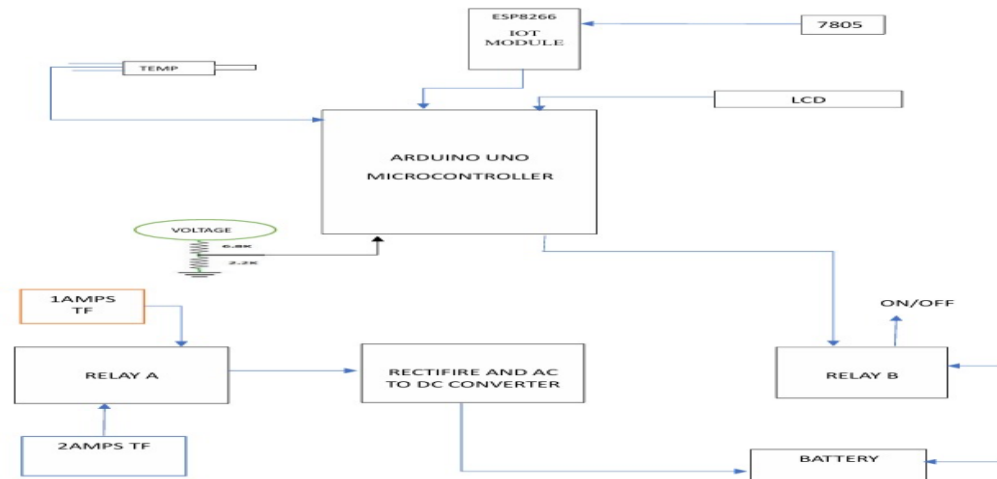 ESP8266
IOT
MODULE
7805
TEMP
LCD
ARDUINO UNO
MICROCONTROLLER
VOLTAGE
6.8K
2.2K
1AMPS
TF
ON/OFF
RELAY A
RECTIFIRE AND AC
TO DC CONVERTER
RELAY B
2AMPS TF
BATTERY